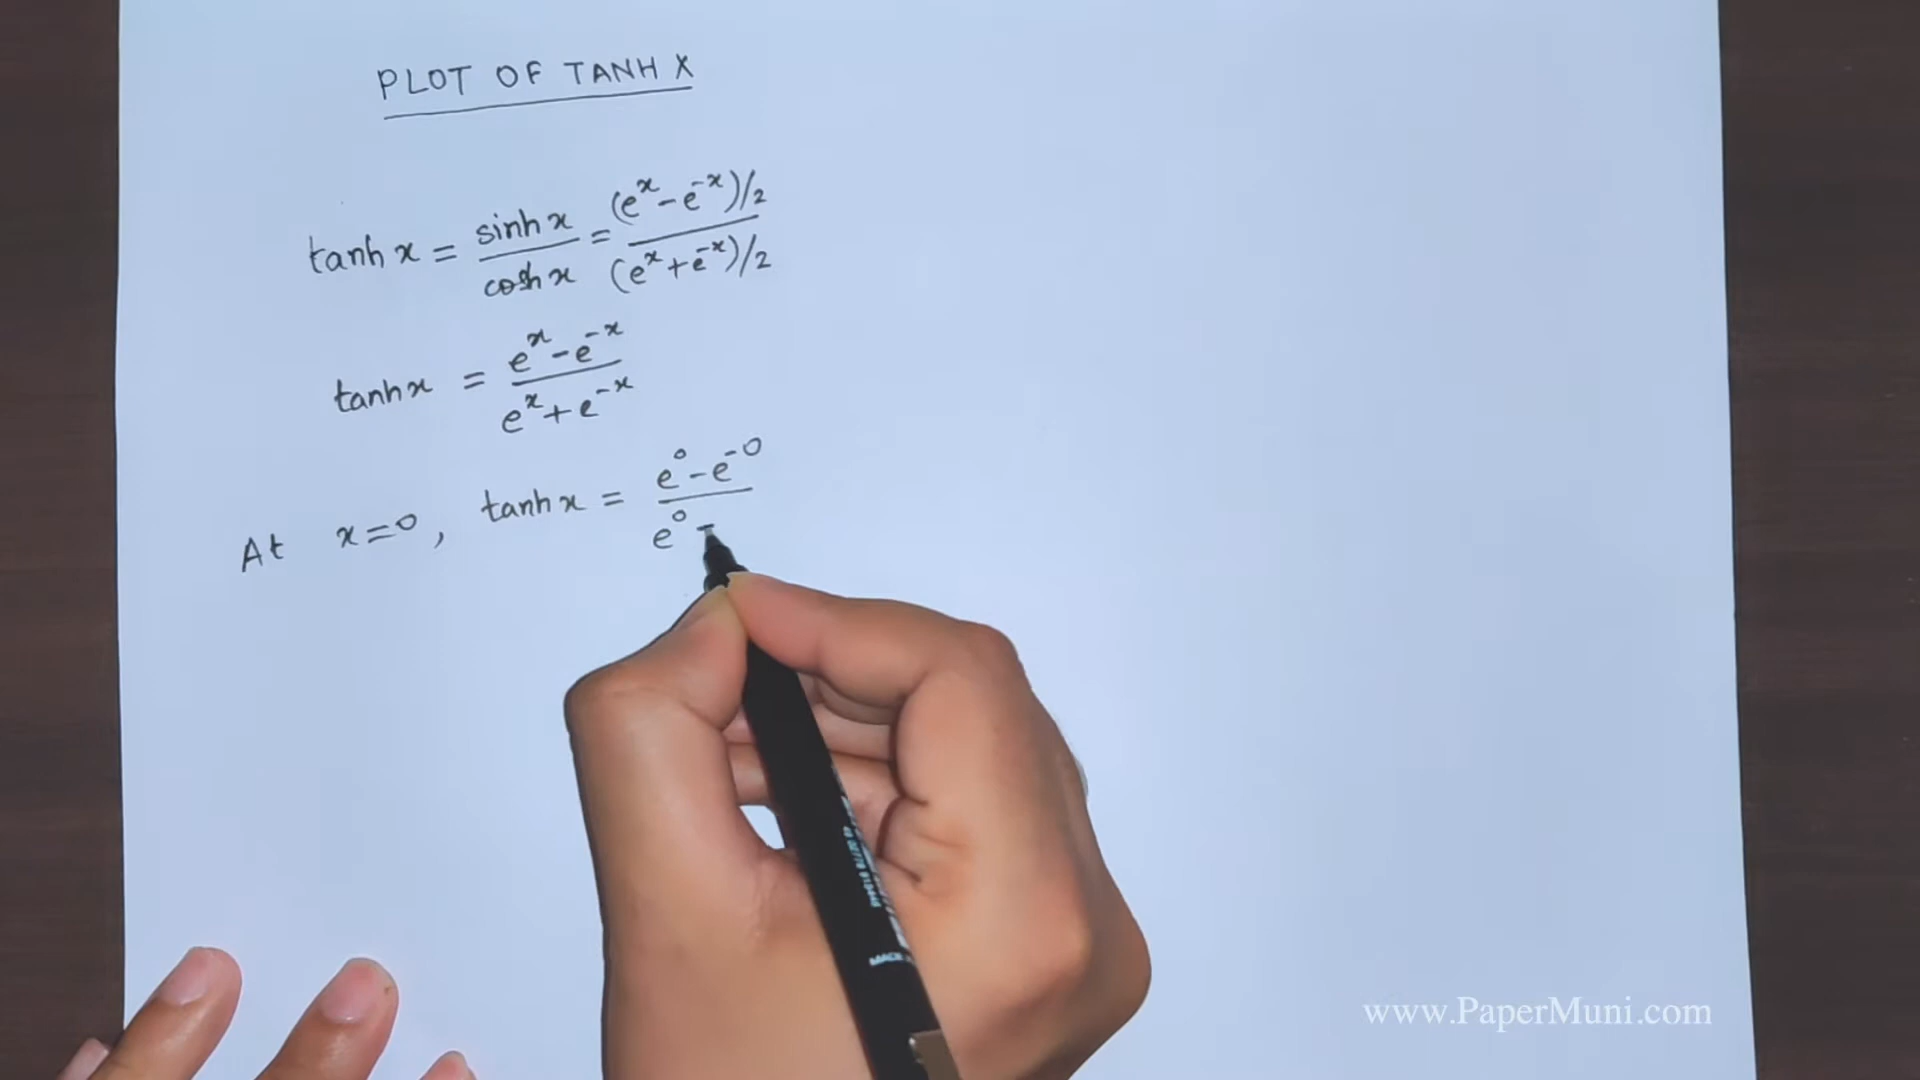 PLOT OF TANH X
tanh x = sinh x / cosh x = (e^x - e^-x)/2 / (e^x + e^-x)/2
tanh x = e^x - e^-x / e^x + e^-x
At x=0, tanh x = e^0 - e^-0 / e^0 -
www.PaperMuni.com